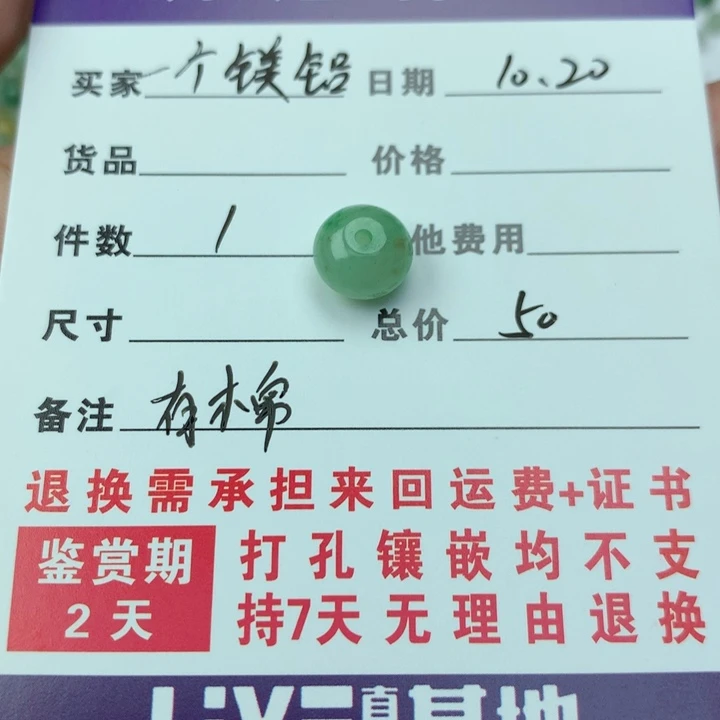 买家 一个镁铝 日期 10.20
货品 价格
件数 1 他费用
尺寸 总价 50
备注 有木帛
退换需承担来回运费+证书
鉴赏期 打孔镶嵌均不支
2天 持7天无理由退换